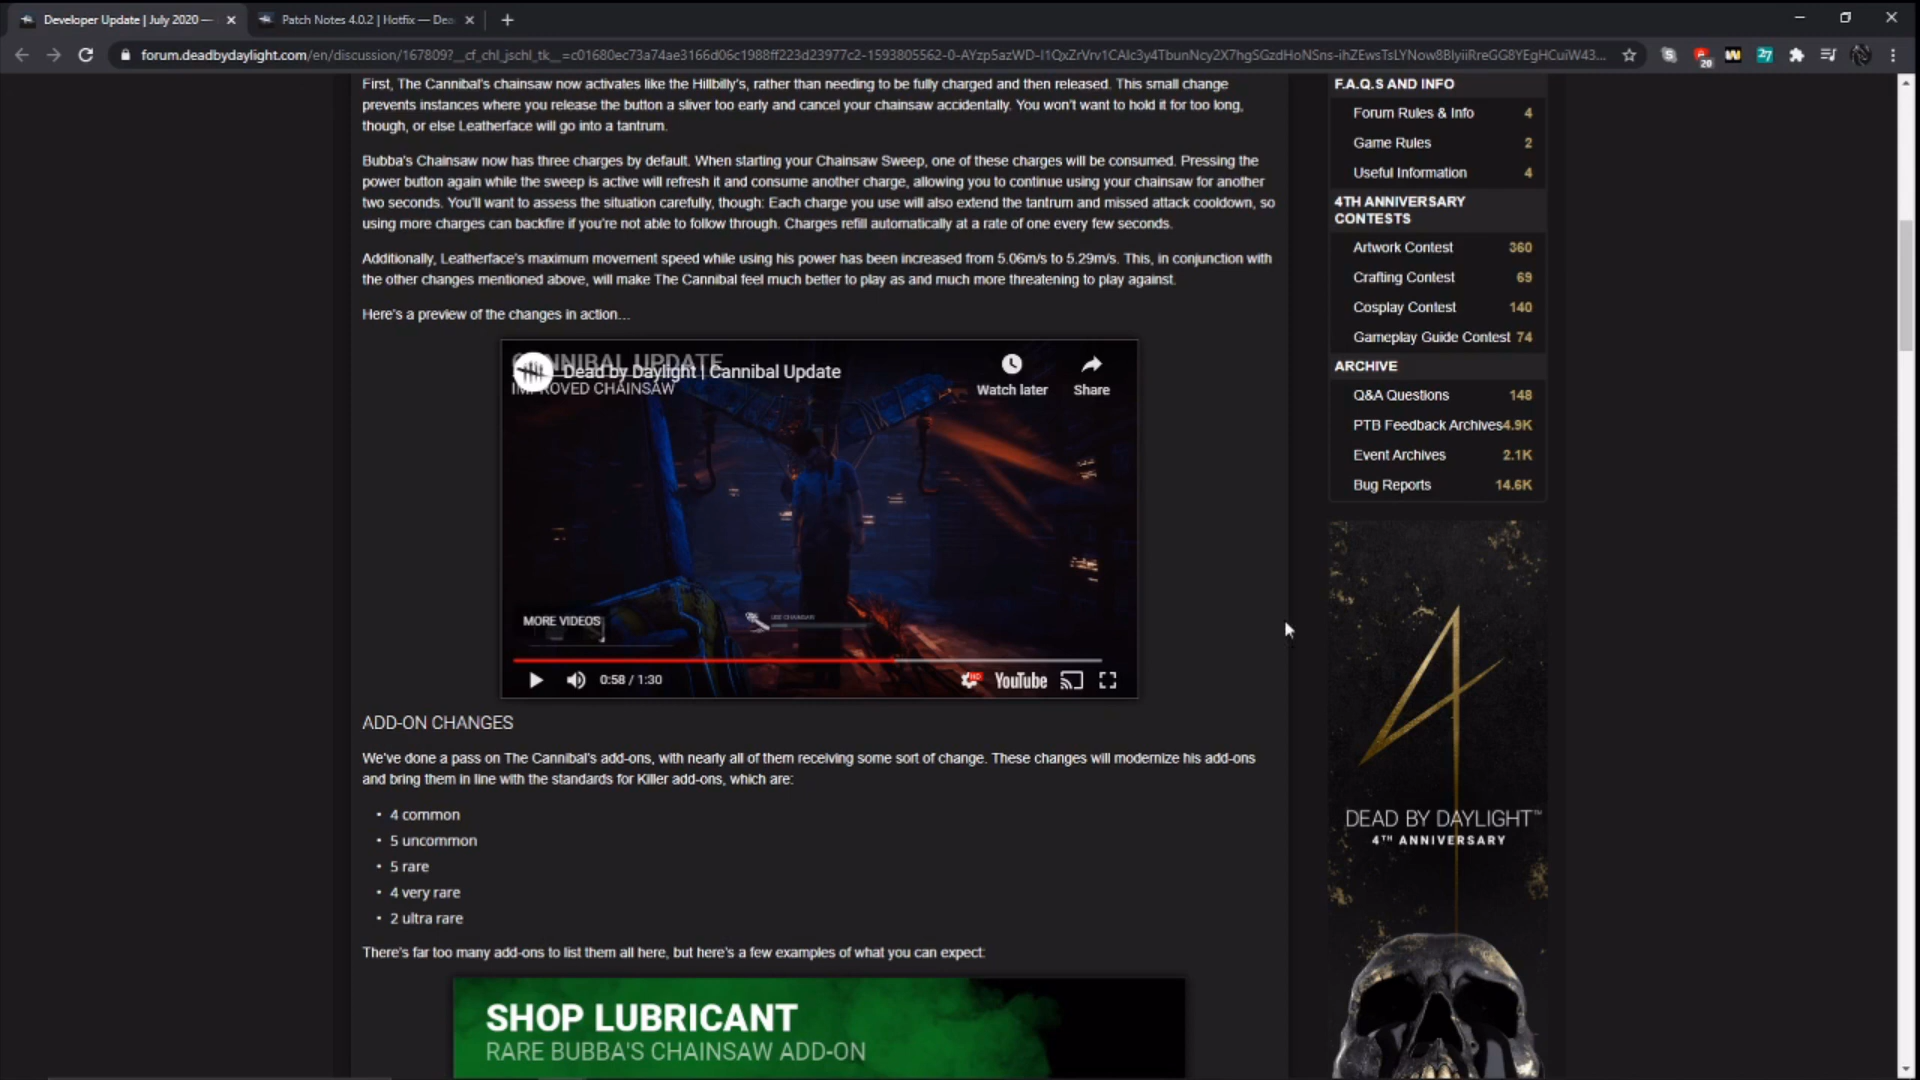 Developer Update | July 2020 —
Patch Notes 4.0.2 | Hotfix — Dea
forum.deadbydaylight.com/en/discussion/167809?__cf_chl_jschl_tk__=c01680ec73a74ae3166d06c1988ff223d23977c2-1593805562-0-
20
27
First, The Cannibal's chainsaw now activates like the Hillbilly's, rather than needing to be fully charged and then released. This small change
prevents instances where you release the button a sliver too early and cancel your chainsaw accidentally. You won't want to hold it for too long,
though, or else Leatherface will go into a tantrum.
Bubba's Chainsaw now has three charges by default. When starting your Chainsaw Sweep, one of these charges will be consumed. Pressing the
power button again while the sweep is active will refresh it and consume another charge, allowing you to continue using your chainsaw for another
two seconds. You'll want to assess the situation carefully, though: Each charge you use will also extend the tantrum and missed attack cooldown, so
using more charges can backfire if you're not able to follow through. Charges refill automatically at a rate of one every few seconds.
Additionally, Leatherface's maximum movement speed while using his power has been increased from 5.06m/s to 5.29m/s. This, in conjunction with
the other changes mentioned above, will make The Cannibal feel much better to play as and much more threatening to play against.
Here's a preview of the changes in action...
CANNIBAL UPDATE
Dead by Daylight | Cannibal Update
IMPROVED CHAINSAW
Watch later
Share
MORE VIDEOS
USE CHAINSAW
0:58 / 1:30
HD
YouTube
ADD-ON CHANGES
We've done a pass on The Cannibal's add-ons, with nearly all of them receiving some sort of change. These changes will modernize his add-ons
and bring them in line with the standards for Killer add-ons, which are:
• 4 common
• 5 uncommon
• 5 rare
• 4 very rare
• 2 ultra rare
There's far too many add-ons to list them all here, but here's a few examples of what you can expect:
SHOP LUBRICANT
RARE BUBBA'S CHAINSAW ADD-ON
F.A.Q.S AND INFO
Forum Rules & Info 4
Game Rules 2
Useful Information 4
4TH ANNIVERSARY
CONTESTS
Artwork Contest 360
Crafting Contest 69
Cosplay Contest 140
Gameplay Guide Contest 74
ARCHIVE
Q&A Questions 148
PTB Feedback Archives 4.9K
Event Archives 2.1K
Bug Reports 14.6K
4
DEAD BY DAYLIGHT™
4TH ANNIVERSARY